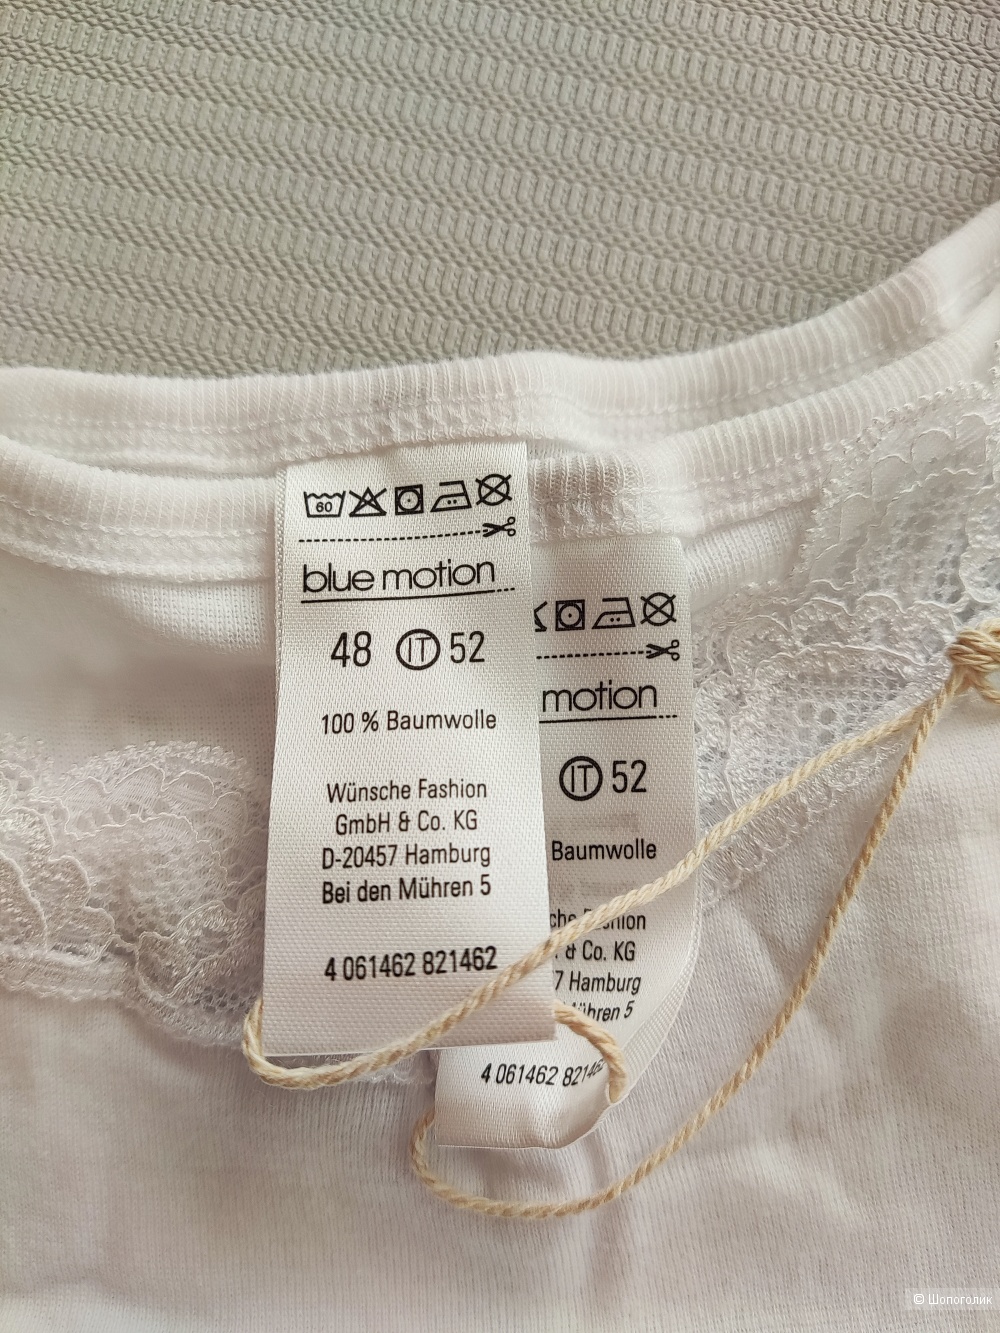 60
blue motion
48 IT 52
100 % Baumwolle
Wünsche Fashion
GmbH & Co. KG
D-20457 Hamburg
Bei den Mühren 5
4 061462 821462
motion
IT 52
Baumwolle
& Co. KG
7 Hamburg
5
4 061462
© Шопоголик